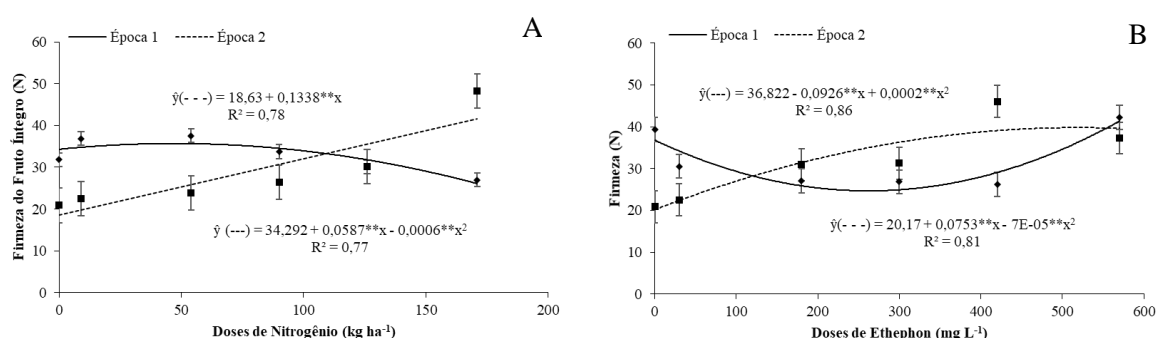 A
Época 1
Época 2
Firmeza do Fruto Íntegro (N)
60
50
40
30
20
10
0
ŷ(- - -) = 18,63 + 0,1338**x
R² = 0,78
ŷ (---) = 34,292 + 0,0587**x - 0,0006**x²
R² = 0,77
0
50
100
150
200
Doses de Nitrogênio (kg ha⁻¹)
B
Época 1
Época 2
Firmeza (N)
60
50
40
30
20
10
0
ŷ(---) = 36,822 - 0,0926**x + 0,0002**x²
R² = 0,86
ŷ(- - -) = 20,17 + 0,0753**x - 7E-05**x²
R² = 0,81
0
100
200
300
400
500
600
Doses de Ethephon (mg L⁻¹)